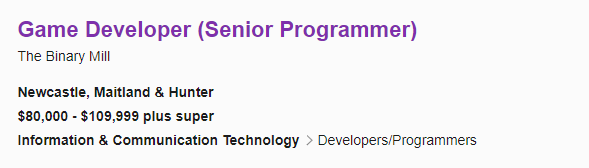 Game Developer (Senior Programmer)
The Binary Mill
Newcastle, Maitland & Hunter
$80,000 - $109,999 plus super
Information & Communication Technology > Developers/Programmers